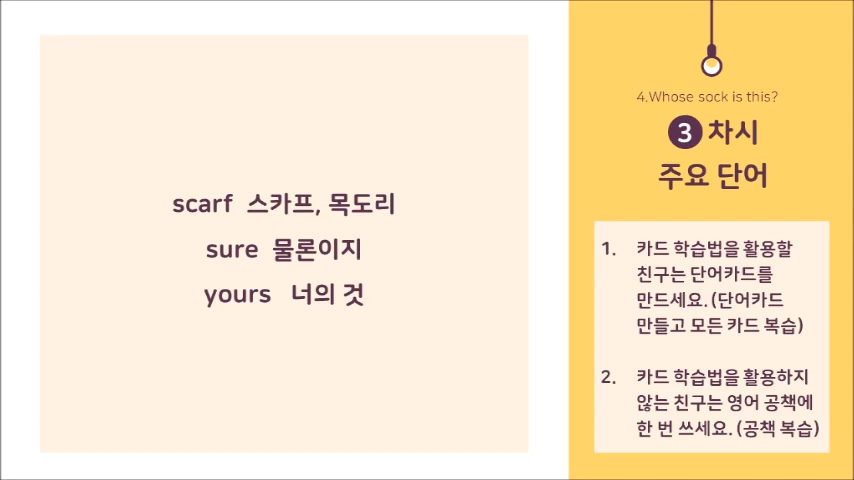 scarf 스카프, 목도리
sure 물론이지
yours 너의 것
4.Whose sock is this?
3 차시
주요 단어
1. 카드 학습법을 활용할
친구는 단어카드를
만드세요. (단어카드
만들고 모든 카드 복습)
2. 카드 학습법을 활용하지
않는 친구는 영어 공책에
한 번 쓰세요. (공책 복습)